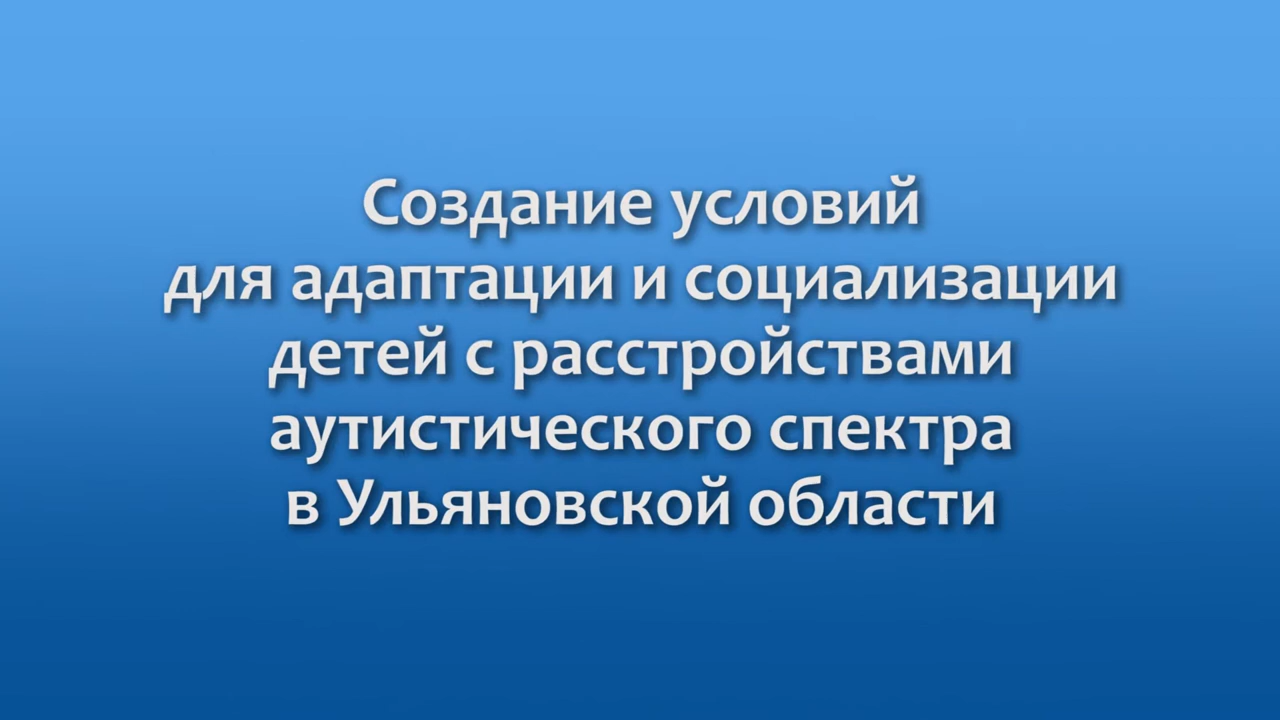 Создание условий
для адаптации и социализации
детей с расстройствами
аутистического спектра
в Ульяновской области